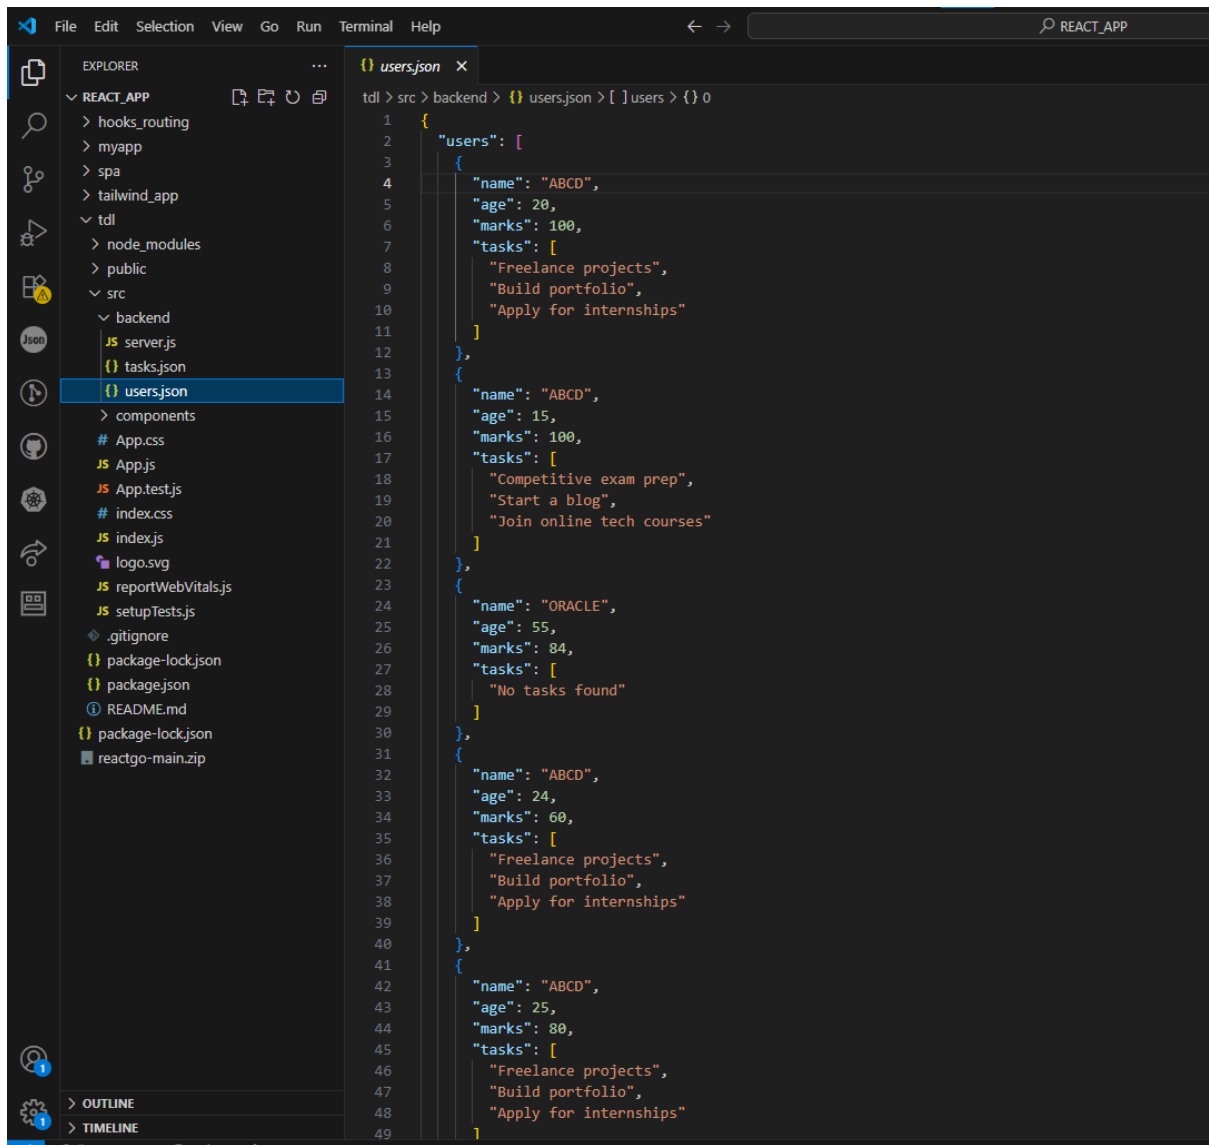 File Edit Selection View Go Run Terminal Help
REACT_APP
EXPLORER
REACT_APP
hooks_routing
myapp
spa
tailwind_app
tdl
node_modules
public
src
backend
JS server.js
{} tasks.json
{} users.json
components
# App.css
JS App.js
JS App.test.js
# index.css
JS index.js
logo.svg
JS reportWebVitals.js
JS setupTests.js
.gitignore
{} package-lock.json
{} package.json
README.md
{} package-lock.json
reactgo-main.zip
OUTLINE
TIMELINE
Json
1
1
{} users.json
tdl > src > backend > {} users.json > [ ] users > {} 0
1 {
2 "users": [
3 {
4 "name": "ABCD",
5 "age": 20,
6 "marks": 100,
7 "tasks": [
8 "Freelance projects",
9 "Build portfolio",
10 "Apply for internships"
11 ]
12 },
13 {
14 "name": "ABCD",
15 "age": 15,
16 "marks": 100,
17 "tasks": [
18 "Competitive exam prep",
19 "Start a blog",
20 "Join online tech courses"
21 ]
22 },
23 {
24 "name": "ORACLE",
25 "age": 55,
26 "marks": 84,
27 "tasks": [
28 "No tasks found"
29 ]
30 },
31 {
32 "name": "ABCD",
33 "age": 24,
34 "marks": 60,
35 "tasks": [
36 "Freelance projects",
37 "Build portfolio",
38 "Apply for internships"
39 ]
40 },
41 {
42 "name": "ABCD",
43 "age": 25,
44 "marks": 80,
45 "tasks": [
46 "Freelance projects",
47 "Build portfolio",
48 "Apply for internships"
49 ]